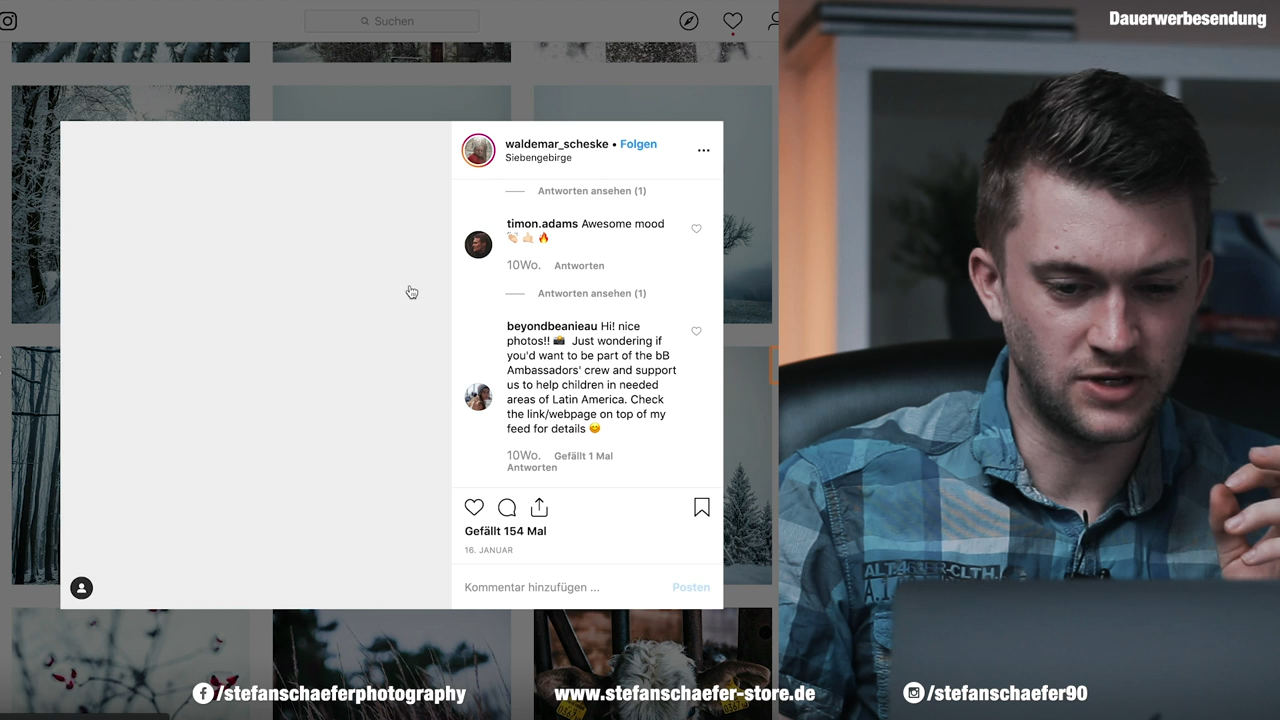 Suchen
Dauerwerbesendung
waldemar_scheske • Folgen
Siebengebirge
Antworten ansehen (1)
timon.adams Awesome mood
👏🏻 🤙🏻 🔥
10Wo. Antworten
Antworten ansehen (1)
beyondbeanieau Hi! nice
photos!! 📸 Just wondering if
you'd want to be part of the bB
Ambassadors' crew and support
us to help children in needed
areas of Latin America. Check
the link/webpage on top of my
feed for details 😊
10Wo. Gefällt 1 Mal
Antworten
Gefällt 154 Mal
16. JANUAR
Kommentar hinzufügen ...
Posten
/stefanschaeferphotography
www.stefanschaefer-store.de
/stefanschaefer90